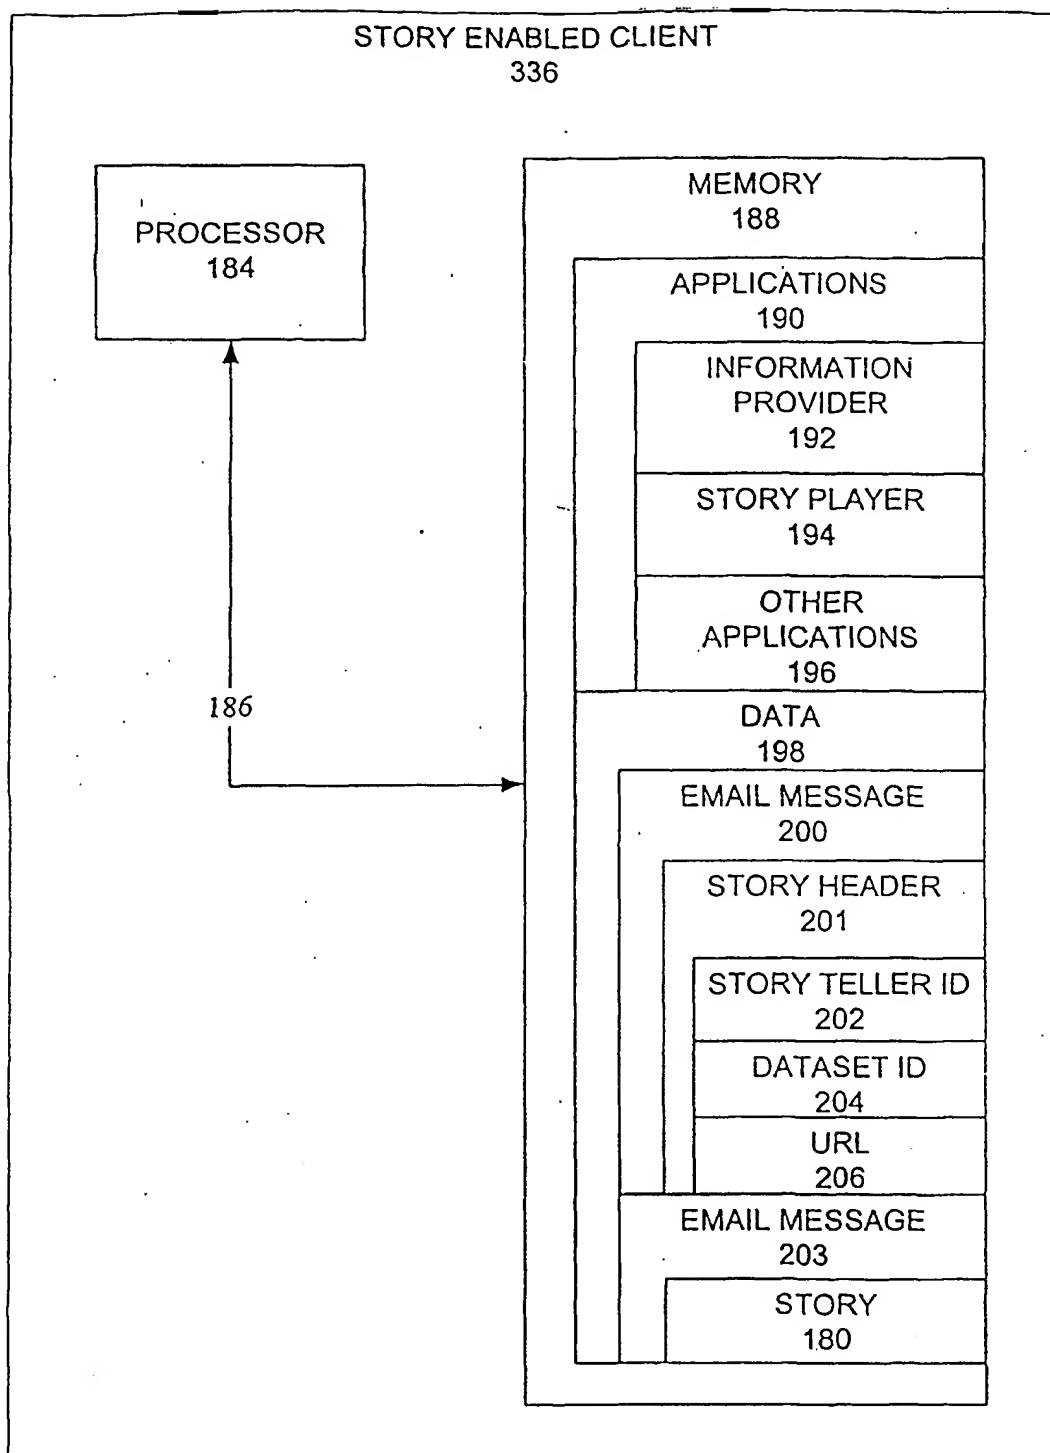 STORY ENABLED CLIENT
336
PROCESSOR
184
186
MEMORY
188
APPLICATIONS
190
INFORMATION
PROVIDER
192
STORY PLAYER
194
OTHER
APPLICATIONS
196
DATA
198
EMAIL MESSAGE
200
STORY HEADER
201
STORY TELLER ID
202
DATASET ID
204
URL
206
EMAIL MESSAGE
203
STORY
180